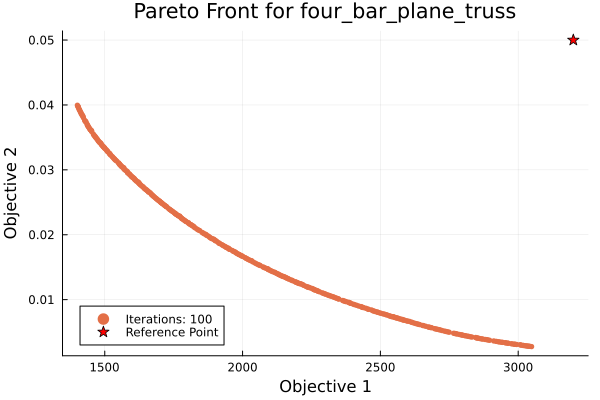 Pareto Front for four_bar_plane_truss
0.05
0.04
0.03
0.02
0.01
Objective 2
Iterations: 100
Reference Point
1500 2000 2500 3000
Objective 1